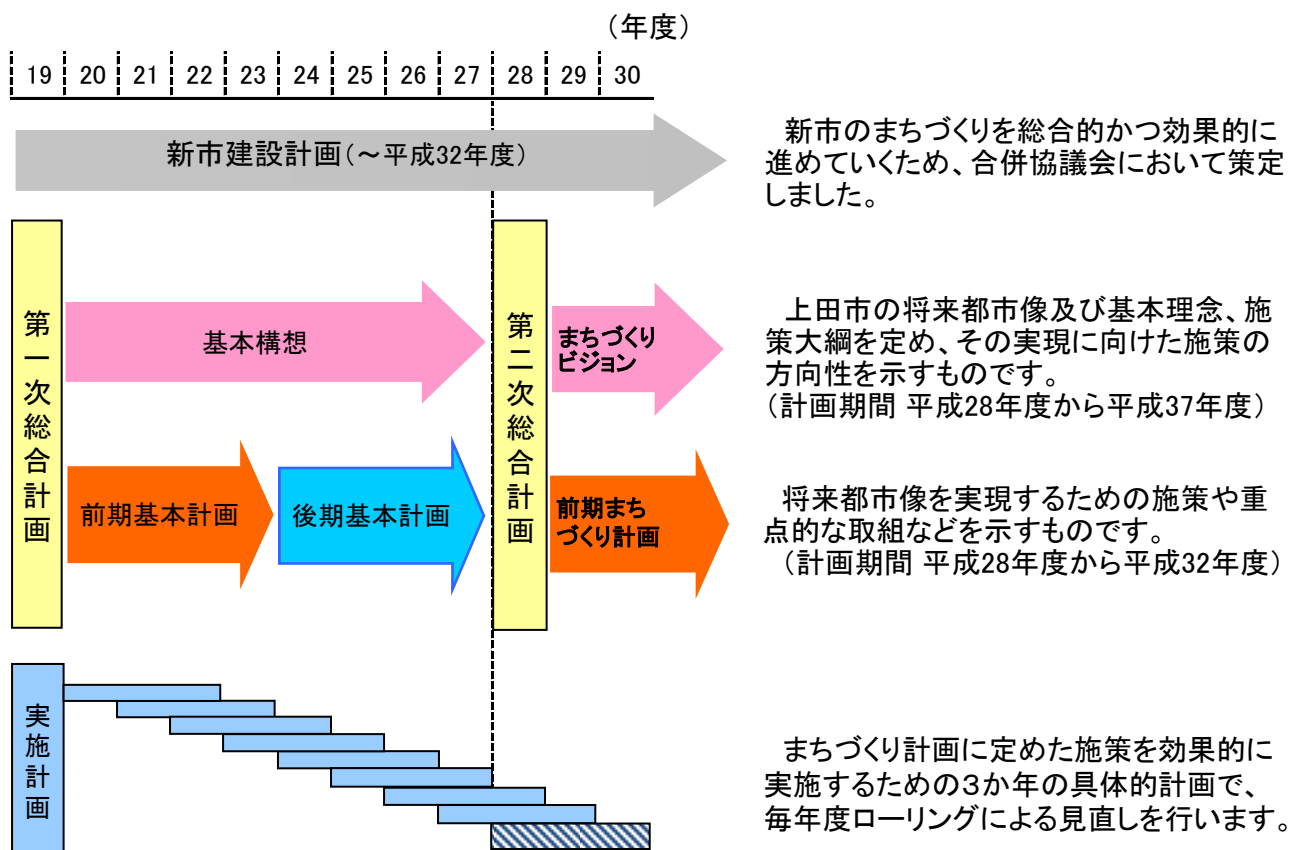 （年度）
19 20 21 22 23 24 25 26 27 28 29 30
新市建設計画（～平成32年度）
新市のまちづくりを総合的かつ効果的に
進めていくため、合併協議会において策定
しました。
第一次総合計画
基本構想
第二次総合計画
まちづくり
ビジョン
上田市の将来都市像及び基本理念、施
策大綱を定め、その実現に向けた施策の
方向性を示すものです。
（計画期間 平成28年度から平成37年度）
前期基本計画
後期基本計画
前期まち
づくり計画
将来都市像を実現するための施策や重
点的な取組などを示すものです。
（計画期間 平成28年度から平成32年度）
実施計画
まちづくり計画に定めた施策を効果的に
実施するための３か年の具体的計画で、
毎年度ローリングによる見直しを行います。